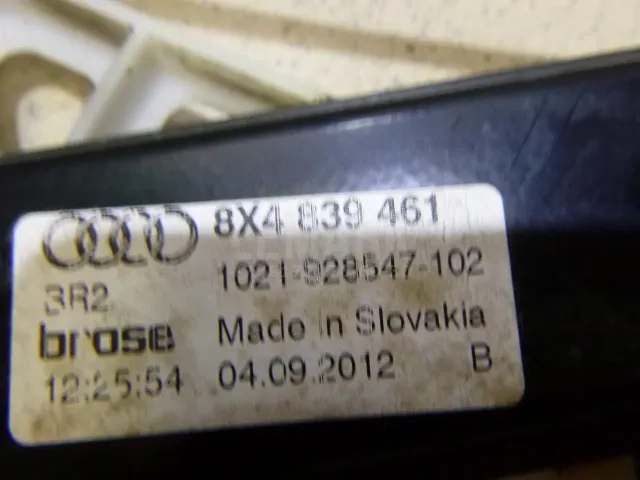 8X4 839 461
1021-928547-102
3R2
brose
Made in Slovakia
12:25:54
04.09.2012
B